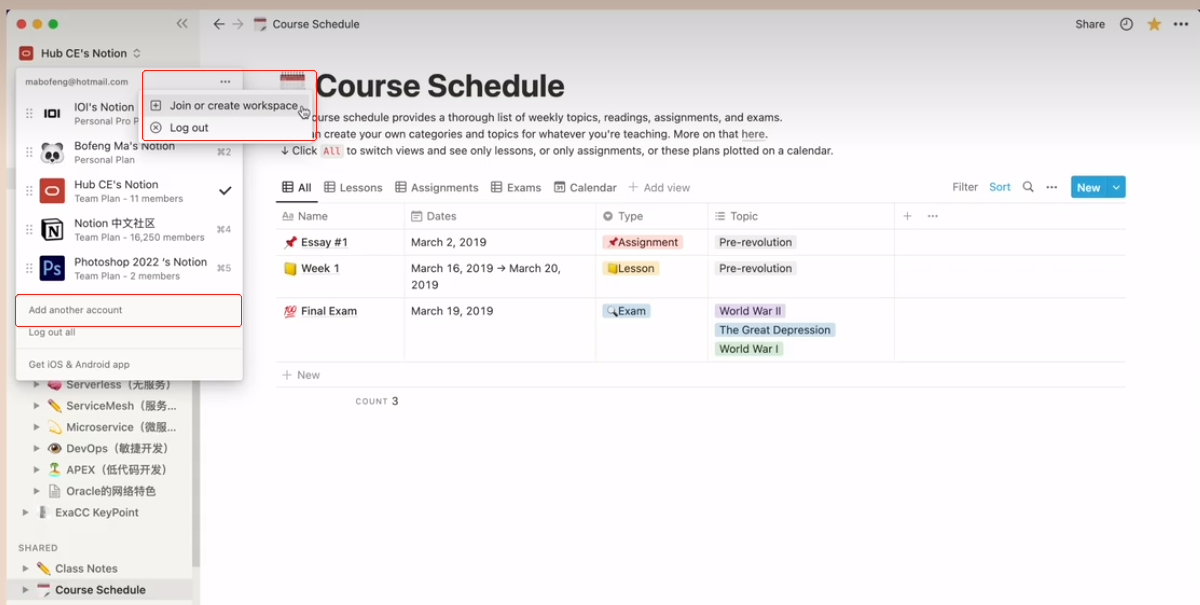 Course Schedule
Share
Hub CE's Notion
mabofeng@hotmail.com
Join or create workspace
Log out
IOI's Notion
Personal Pro P
Bofeng Ma's Notion
Personal Plan
⌘2
Hub CE's Notion
Team Plan - 11 members
Notion 中文社区
Team Plan - 16,250 members
⌘4
Photoshop 2022 's Notion
Team Plan - 2 members
⌘5
Add another account
Log out all
Get iOS & Android app
Serverless（无服务）
ServiceMesh（服务...
Microservice（微服...
DevOps（敏捷开发）
APEX（低代码开发）
Oracle的网络特色
ExaCC KeyPoint
SHARED
Class Notes
Course Schedule
Course Schedule
ourse schedule provides a thorough list of weekly topics, readings, assignments, and exams.
n create your own categories and topics for whatever you're teaching. More on that here.
↓ Click All to switch views and see only lessons, or only assignments, or these plans plotted on a calendar.
All Lessons Assignments Exams Calendar + Add view
Filter Sort New
Aa Name Dates Type Topic
Essay #1 March 2, 2019 Assignment Pre-revolution
Week 1 March 16, 2019 → March 20, 2019 Lesson Pre-revolution
Final Exam March 19, 2019 Exam World War II
The Great Depression
World War I
+ New
COUNT 3